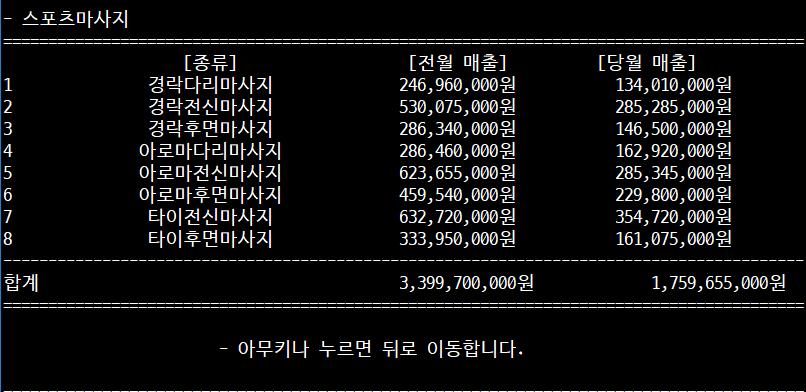 - 스포츠마사지
================================================================================
[종류] [전월 매출] [당월 매출]
1 경락다리마사지 246,960,000원 134,010,000원
2 경락전신마사지 530,075,000원 285,285,000원
3 경락후면마사지 286,340,000원 146,500,000원
4 아로마다리마사지 286,460,000원 162,920,000원
5 아로마전신마사지 623,655,000원 285,345,000원
6 아로마후면마사지 459,540,000원 229,800,000원
7 타이전신마사지 632,720,000원 354,720,000원
8 타이후면마사지 333,950,000원 161,075,000원
--------------------------------------------------------------------------------
합계 3,399,700,000원 1,759,655,000원
================================================================================
- 아무키나 누르면 뒤로 이동합니다.